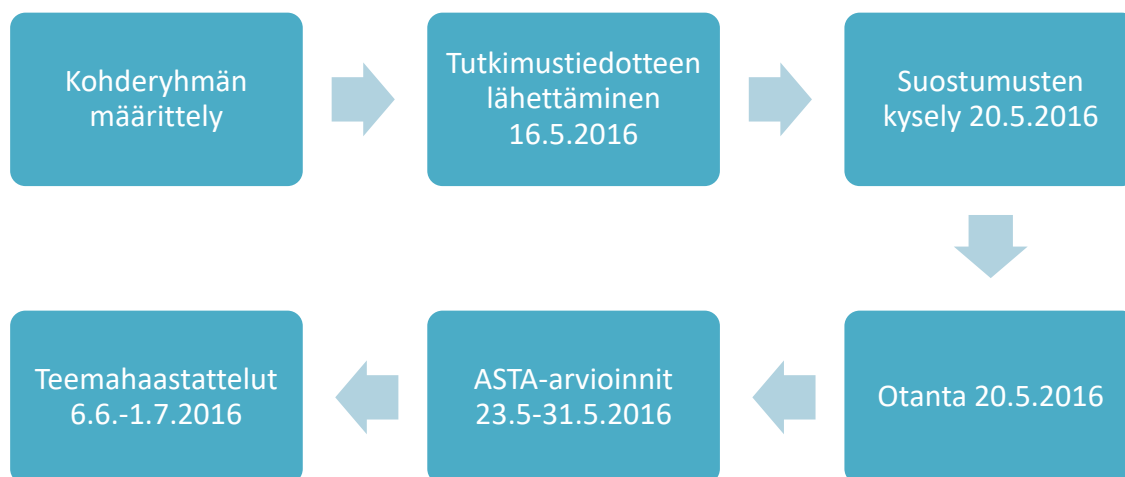 Kohderyhmän
määrittely
Tutkimustiedotteen
lähettäminen
16.5.2016
Suostumusten
kysely 20.5.2016
Otanta 20.5.2016
ASTA-arvioinnit
23.5-31.5.2016
Teemahaastattelut
6.6.-1.7.2016